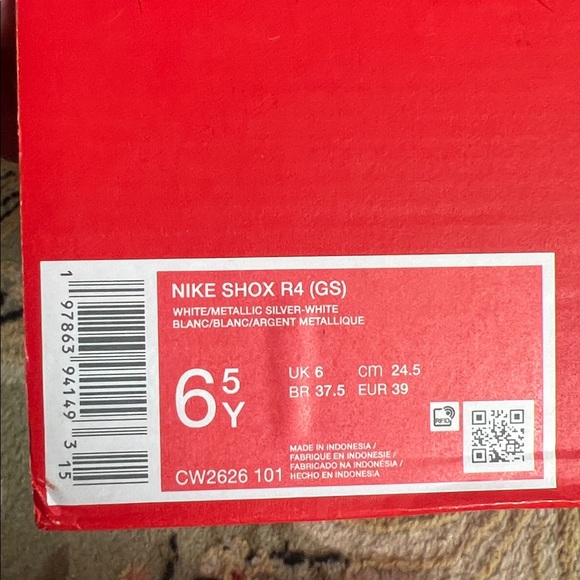 NIKE SHOX R4 (GS)
WHITE/METALLIC SILVER-WHITE
BLANC/BLANC/ARGENT METALLIQUE
6 5 Y
UK 6 cm 24.5
BR 37.5 EUR 39
RFID
MADE IN INDONESIA /
FABRIQUE EN INDONESIE /
FABRICADO NA INDONÉSIA /
HECHO EN INDONESIA
CW2626 101
1 97863 94149 3 15